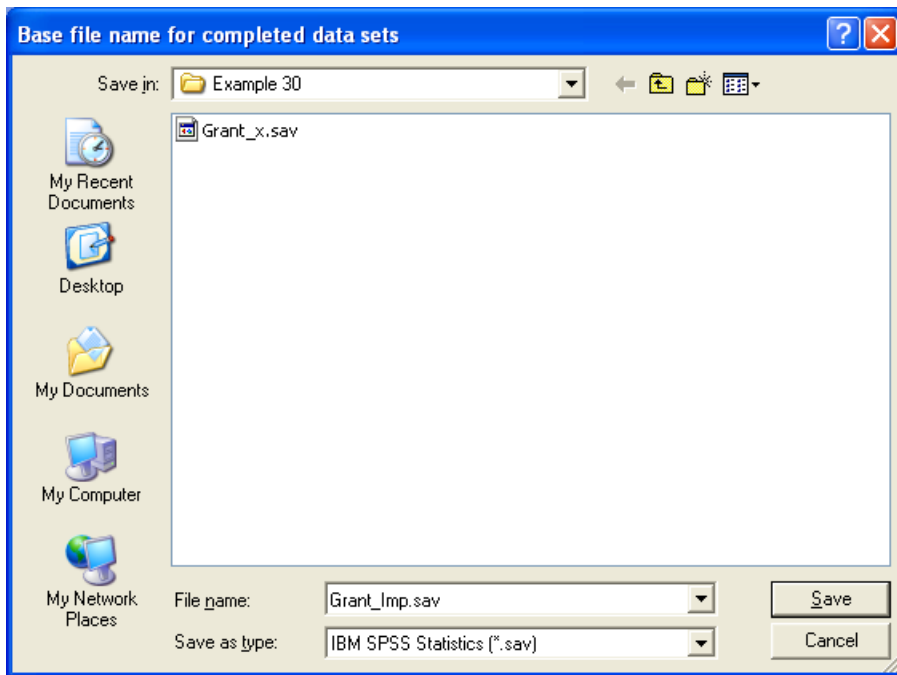 Base file name for completed data sets
Save in:
Example 30
Grant_x.sav
My Recent
Documents
Desktop
My Documents
My Computer
My Network
Places
File name:
Grant_Imp.sav
Save
Save as type:
IBM SPSS Statistics (*.sav)
Cancel